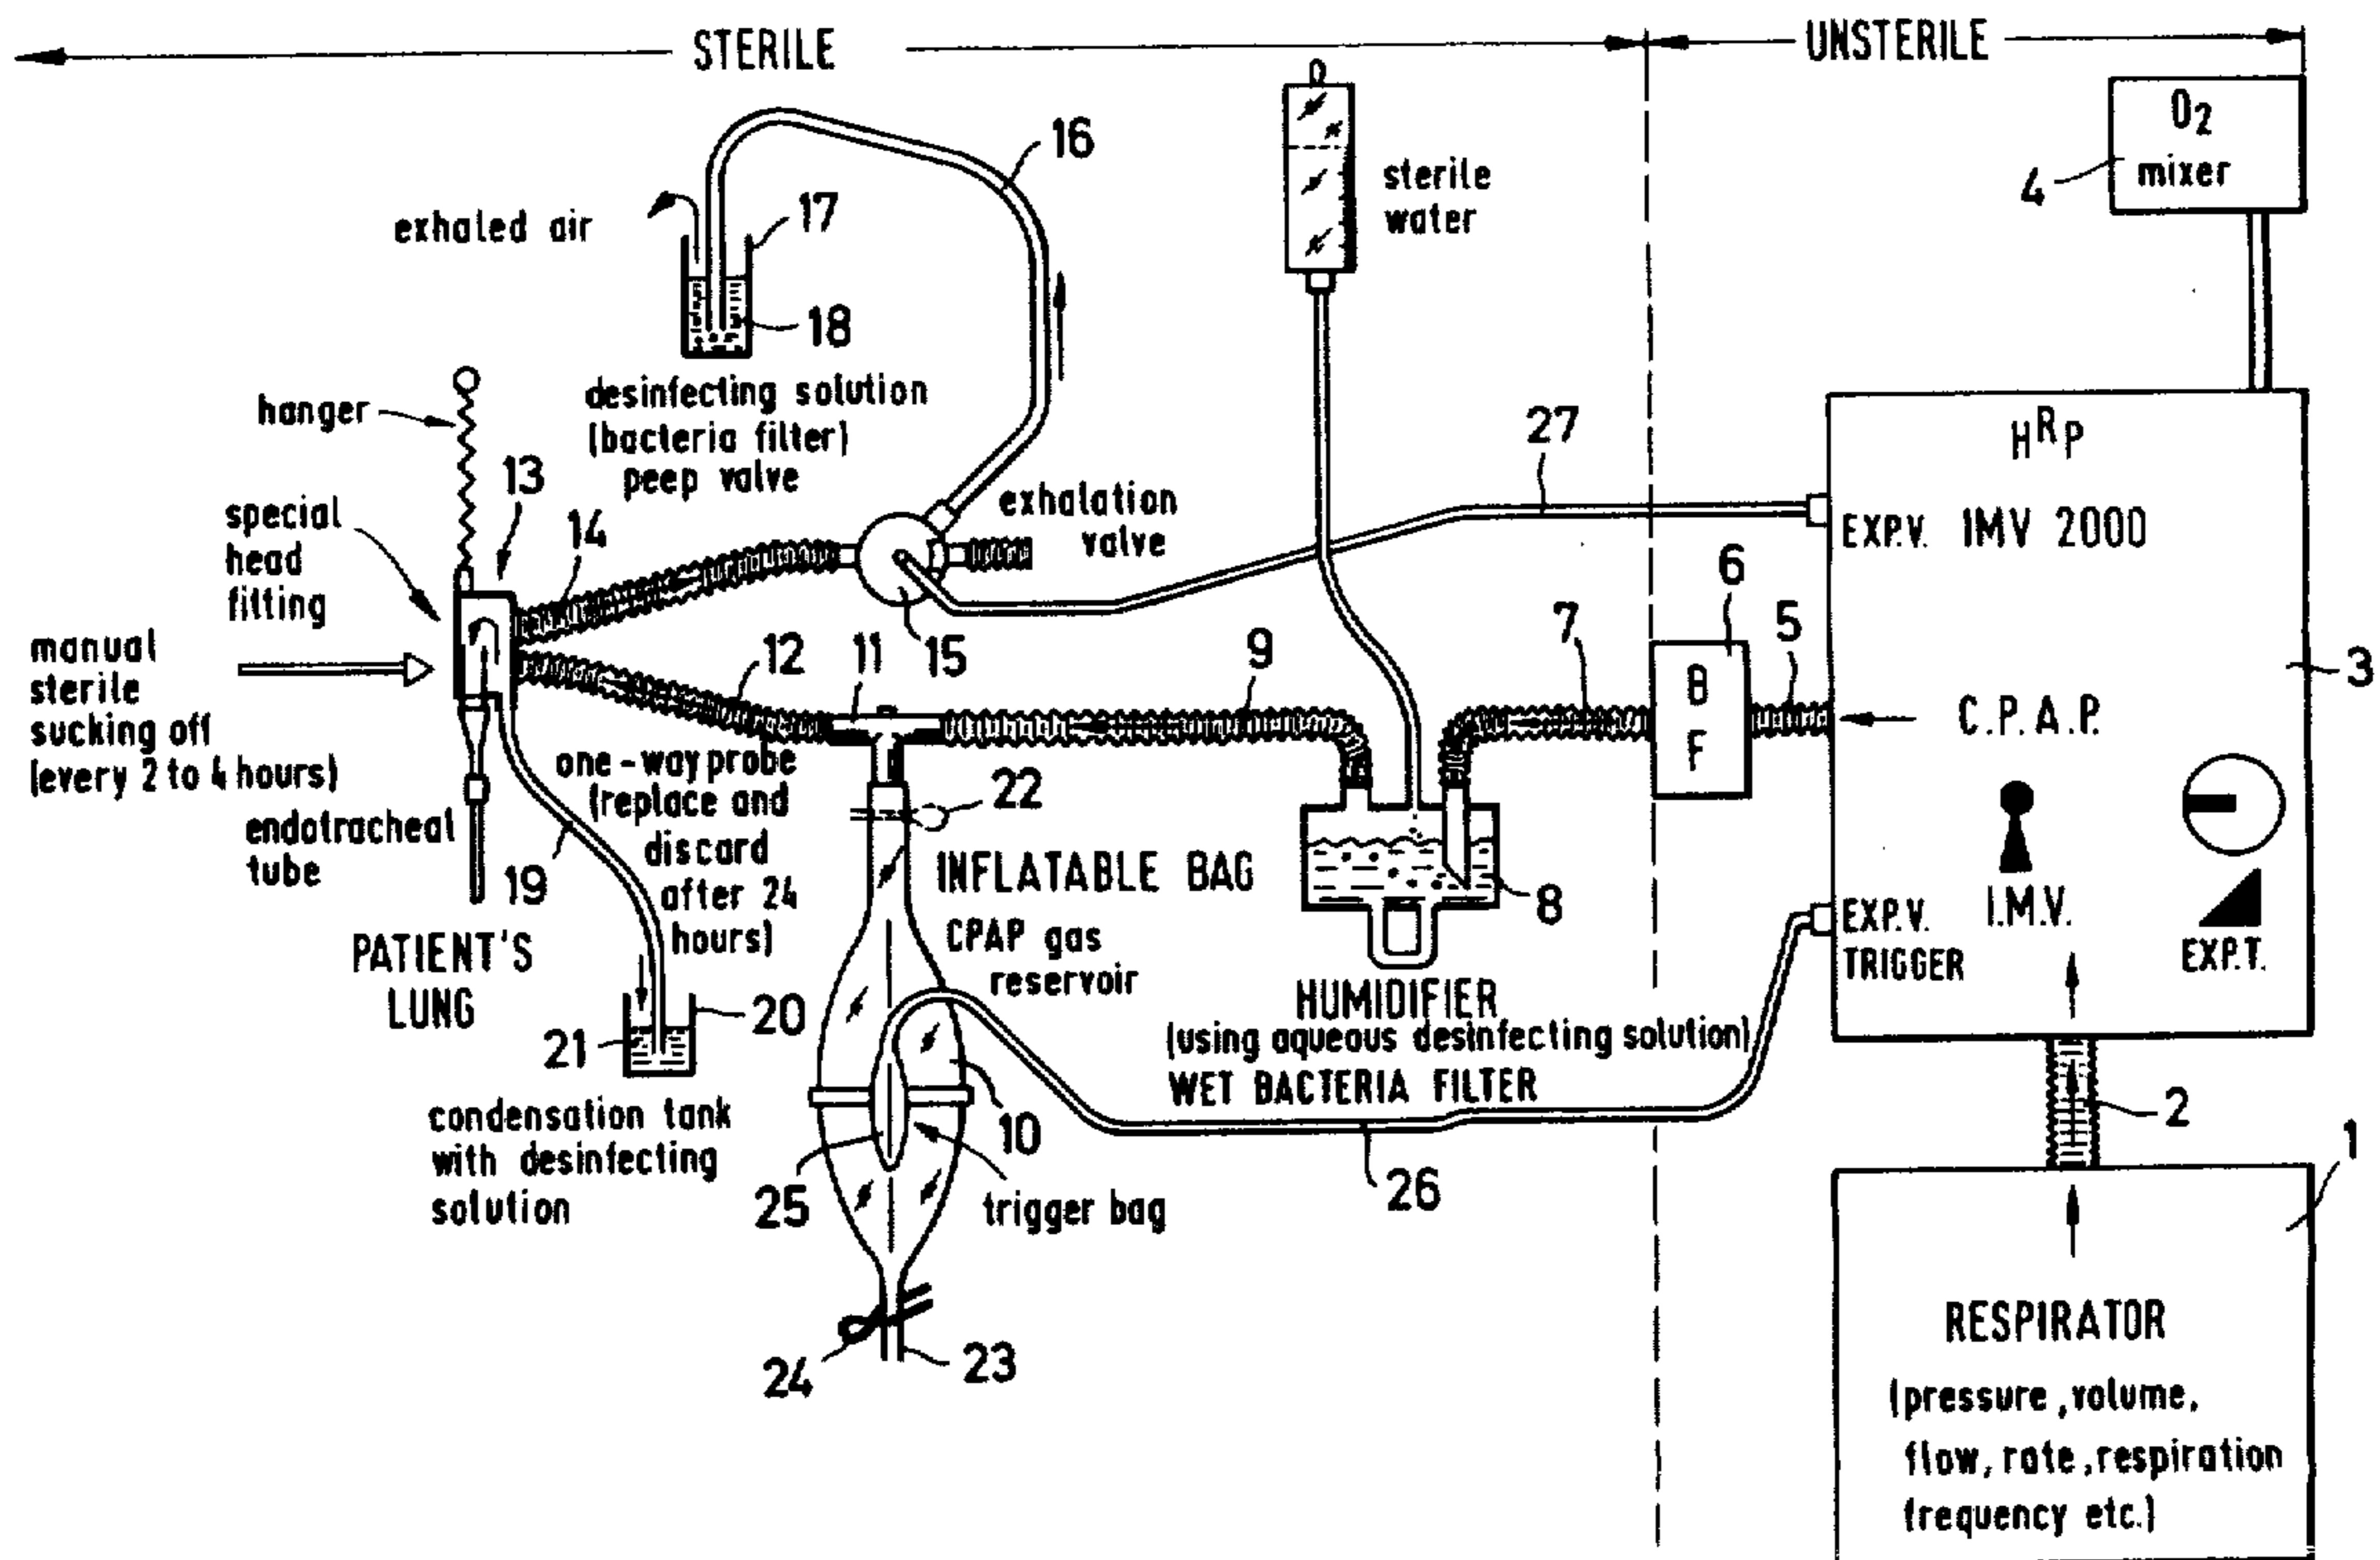 STERILE
UNSTERILE
O2
mixer
4
16
sterile
water
exhaled air
17
18
hanger
desinfecting solution
(bacteria filter)
peep valve
27
HRP
EXP.V. IMV 2000
13
special
head
fitting
14
exhalation
valve
15
6
7
5
B
F
3
manual
sterile
sucking off
(every 2 to 4 hours)
12
11
9
C.P.A.P.
one-way probe
(replace and
discard
after 24
hours)
22
endotracheal
tube
19
INFLATABLE BAG
CPAP gas
reservoir
8
I.M.V.
EXP.V.
TRIGGER
EXP.T.
PATIENT'S
LUNG
20
21
HUMIDIFIER
(using aqueous desinfecting solution)
WET BACTERIA FILTER
condensation tank
with desinfecting
solution
10
2
1
25
trigger bag
26
24
23
RESPIRATOR
(pressure, volume,
flow, rate, respiration
frequency etc.)